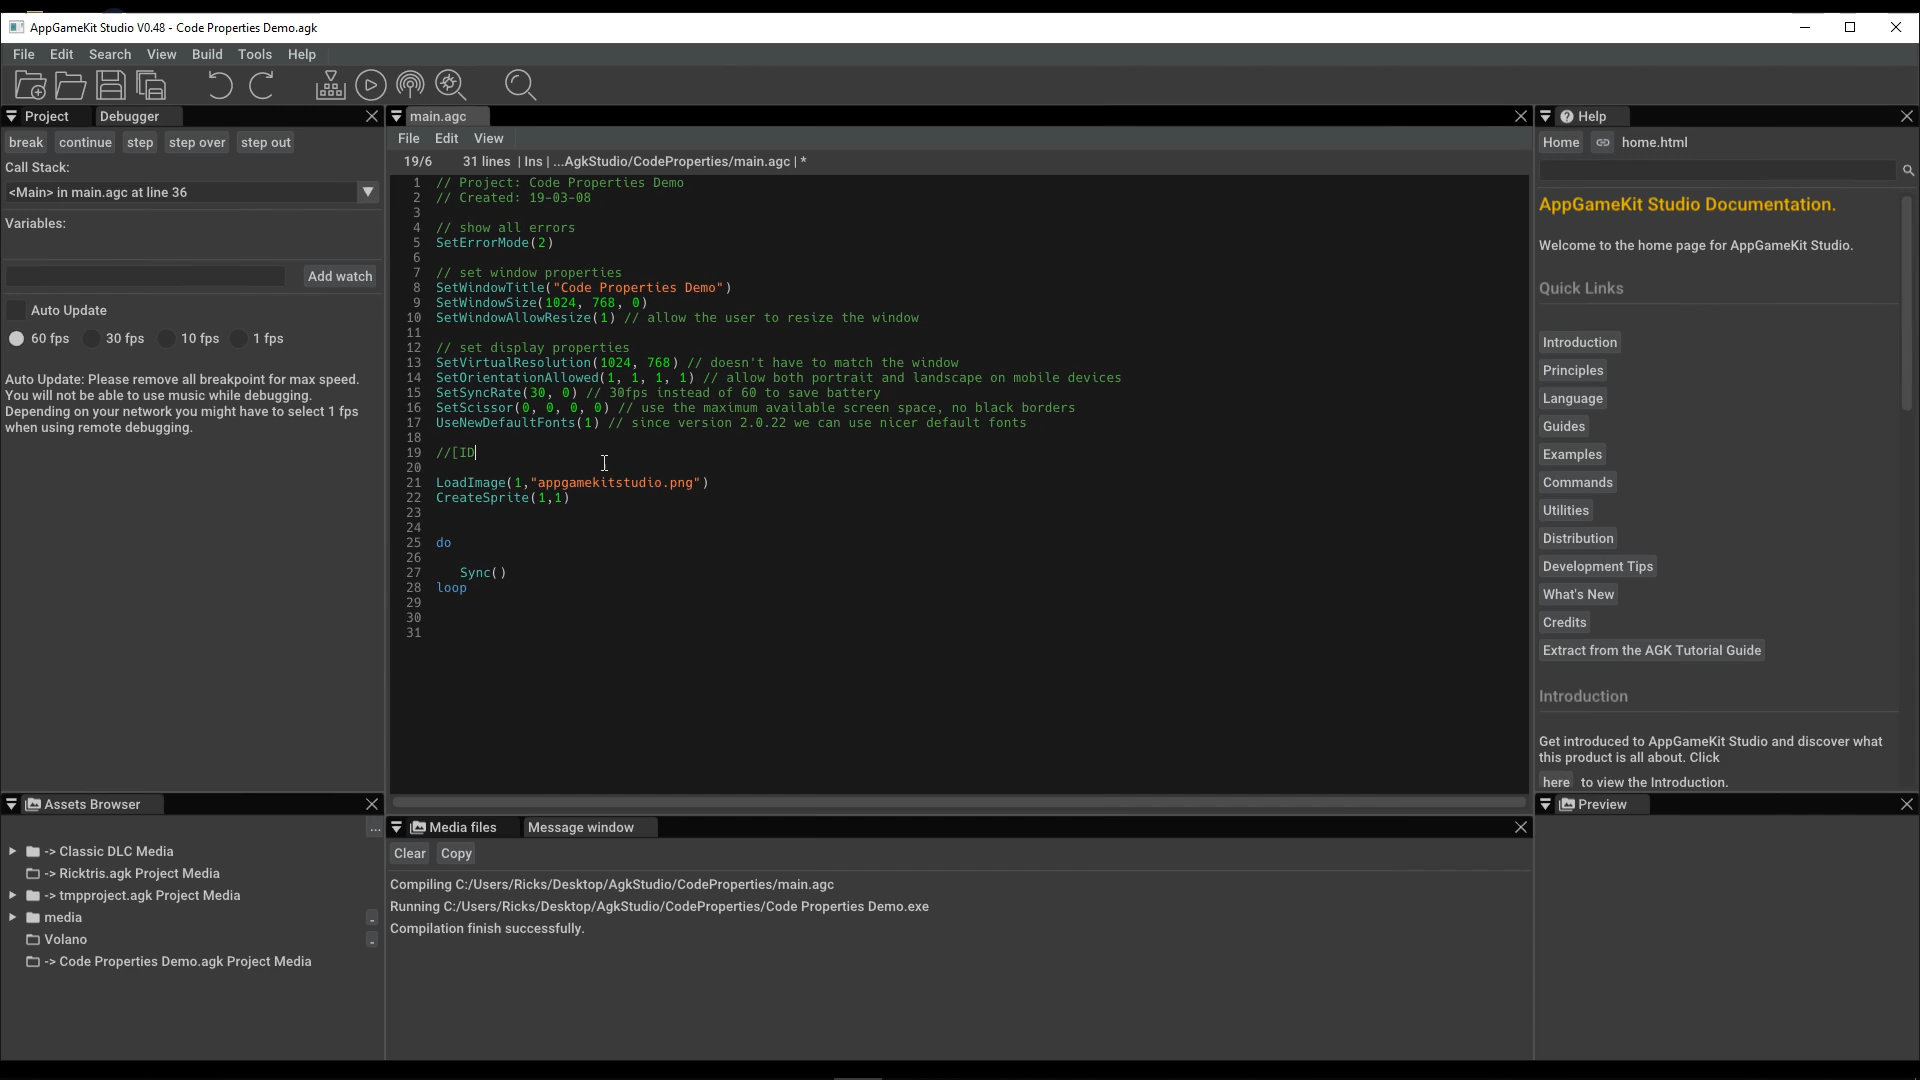 AppGameKit Studio V0.48 - Code Properties Demo.agk
File Edit Search View Build Tools Help
Project Debugger
break continue step step over step out
Call Stack:
<Main> in main.agc at line 36
Variables:
Add watch
Auto Update
60 fps 30 fps 10 fps 1 fps
Auto Update: Please remove all breakpoint for max speed.
You will not be able to use music while debugging.
Depending on your network you might have to select 1 fps
when using remote debugging.
Assets Browser
...
-> Classic DLC Media
-> Ricktris.agk Project Media
-> tmpproject.agk Project Media
media
Volano
-> Code Properties Demo.agk Project Media
main.agc
File Edit View
19/6 31 lines | Ins | ...AgkStudio/CodeProperties/main.agc | *
1 // Project: Code Properties Demo
2 // Created: 19-03-08
3
4 // show all errors
5 SetErrorMode(2)
6
7 // set window properties
8 SetWindowTitle("Code Properties Demo")
9 SetWindowSize(1024, 768, 0)
10 SetWindowAllowResize(1) // allow the user to resize the window
11
12 // set display properties
13 SetVirtualResolution(1024, 768) // doesn't have to match the window
14 SetOrientationAllowed(1, 1, 1, 1) // allow both portrait and landscape on mobile devices
15 SetSyncRate(30, 0) // 30fps instead of 60 to save battery
16 SetScissor(0, 0, 0, 0) // use the maximum available screen space, no black borders
17 UseNewDefaultFonts(1) // since version 2.0.22 we can use nicer default fonts
18
19 //[ID
20
21 LoadImage(1,"appgamekitstudio.png")
22 CreateSprite(1,1)
23
24
25 do
26
27 Sync()
28 loop
29
30
31
Media files Message window
Clear Copy
Compiling C:/Users/Ricks/Desktop/AgkStudio/CodeProperties/main.agc
Running C:/Users/Ricks/Desktop/AgkStudio/CodeProperties/Code Properties Demo.exe
Compilation finish successfully.
Help
Home home.html
AppGameKit Studio Documentation.
Welcome to the home page for AppGameKit Studio.
Quick Links
Introduction
Principles
Language
Guides
Examples
Commands
Utilities
Distribution
Development Tips
What's New
Credits
Extract from the AGK Tutorial Guide
Introduction
Get introduced to AppGameKit Studio and discover what
this product is all about. Click
here to view the Introduction.
Preview